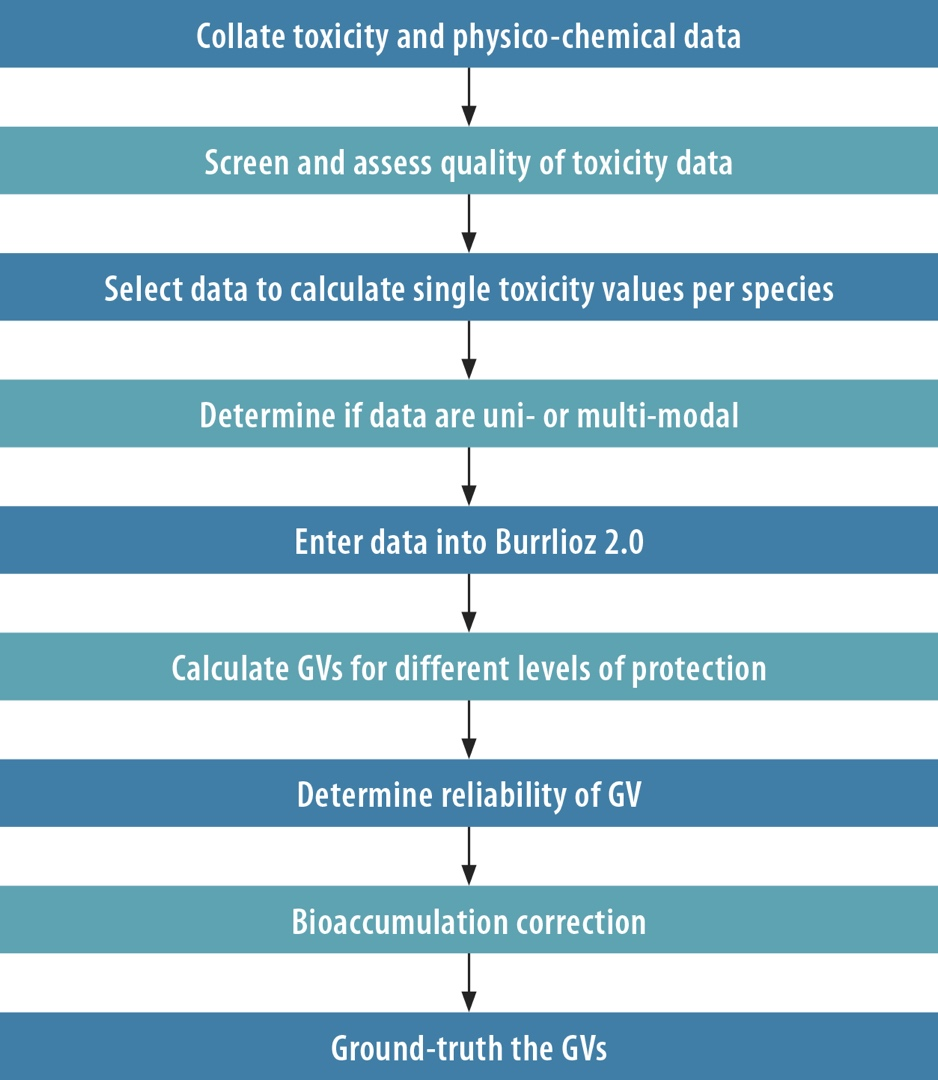 Collate toxicity and physico-chemical data
Screen and assess quality of toxicity data
Select data to calculate single toxicity values per species
Determine if data are uni- or multi-modal
Enter data into Burrlioz 2.0
Calculate GVs for different levels of protection
Determine reliability of GV
Bioaccumulation correction
Ground-truth the GVs